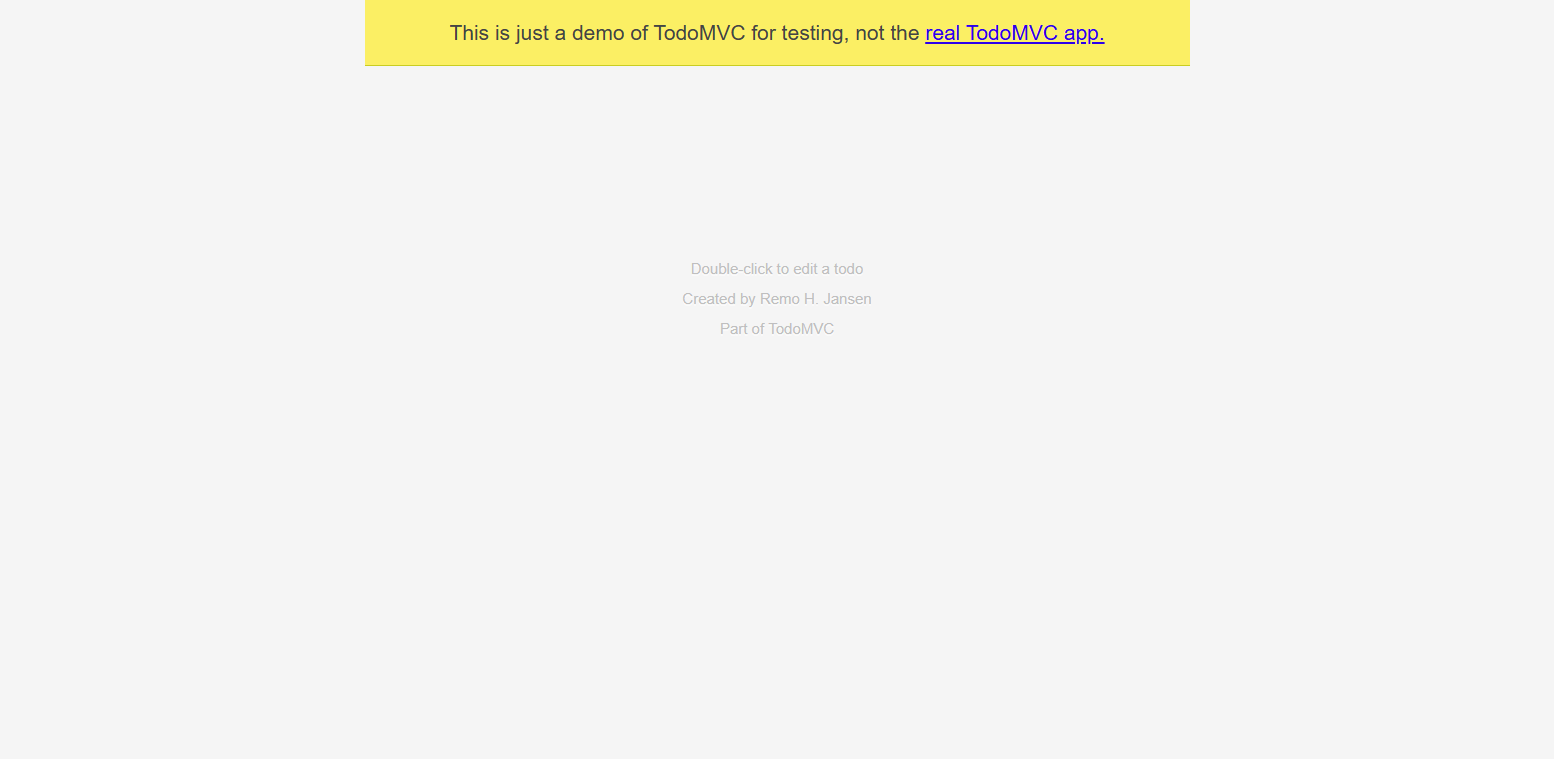 This is just a demo of TodoMVC for testing, not the real TodoMVC app.
Double-click to edit a todo
Created by Remo H. Jansen
Part of TodoMVC